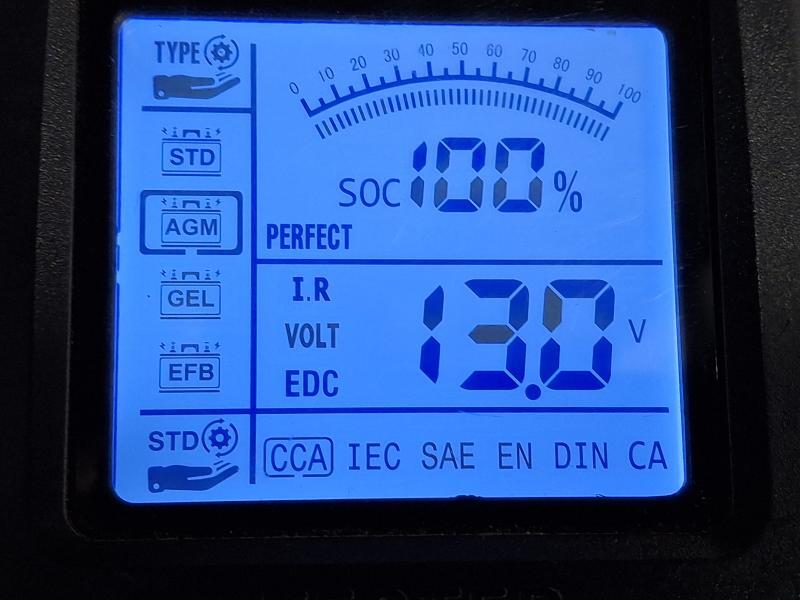 TYPE
0 10 20 30 40 50 60 70 80 90 100
STD
SOC 100 %
AGM
PERFECT
GEL
I.R
VOLT 13.0 V
EFB
EDC
STD
CCA IEC SAE EN DIN CA